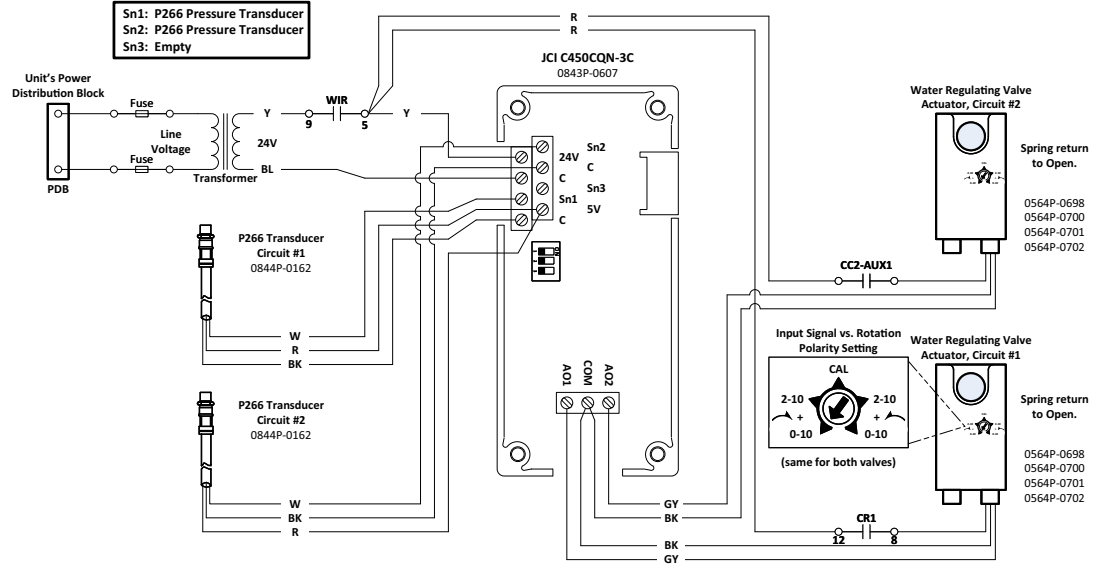 Sn1: P266 Pressure Transducer
Sn2: P266 Pressure Transducer
Sn3: Empty
R
R
JCI C450CQN-3C
0843P-0607
Unit's Power
Distribution Block
PDB
Fuse
Fuse
Line
Voltage
Transformer
24V
Y
BL
WIR
9
5
Y
Sn2
24V
C
C
Sn3
Sn1
5V
C
ON
1
2
3
P266 Transducer
Circuit #1
0844P-0162
W
R
BK
P266 Transducer
Circuit #2
0844P-0162
W
BK
R
AO1
COM
AO2
GY
BK
BK
GY
Water Regulating Valve
Actuator, Circuit #2
Spring return
to Open.
0564P-0698
0564P-0700
0564P-0701
0564P-0702
CC2-AUX1
Input Signal vs. Rotation
Polarity Setting
CAL
2-10
2-10
+
+
0-10
0-10
(same for both valves)
Water Regulating Valve
Actuator, Circuit #1
Spring return
to Open.
0564P-0698
0564P-0700
0564P-0701
0564P-0702
CR1
12
8